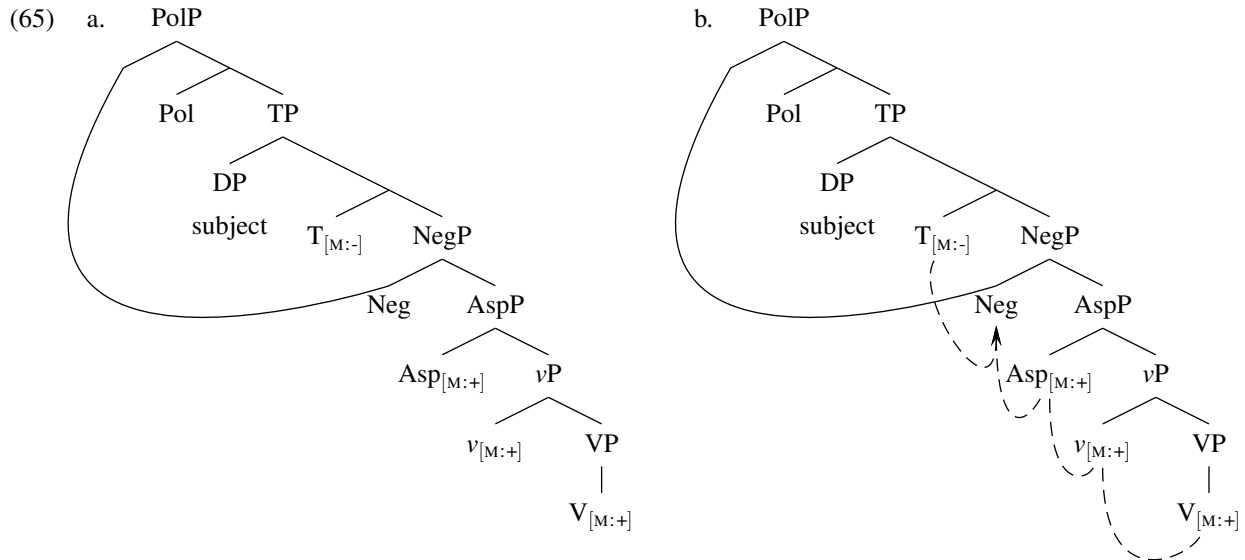 (65) a. PolP b. PolP
Pol TP Pol TP
DP DP
subject T[M:-] NegP subject T[M:-] NegP
Neg AspP Neg AspP
Asp[M:+] vP Asp[M:+] vP
v[M:+] VP v[M:+] VP
V[M:+] V[M:+]